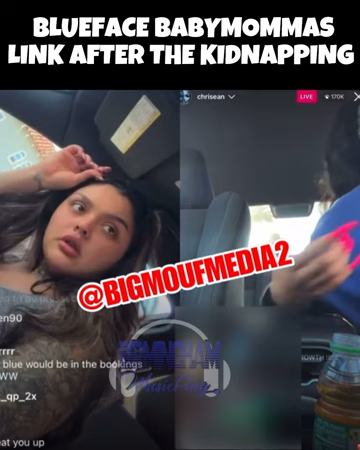 BLUEFACE BABYMOMMAS
LINK AFTER THE KIDNAPPING
chrisean
LIVE
170K
@BIGMOUFMEDIA2
en90
rrrr
blue would be in the bookings
WW
_qp_2x
eat you up